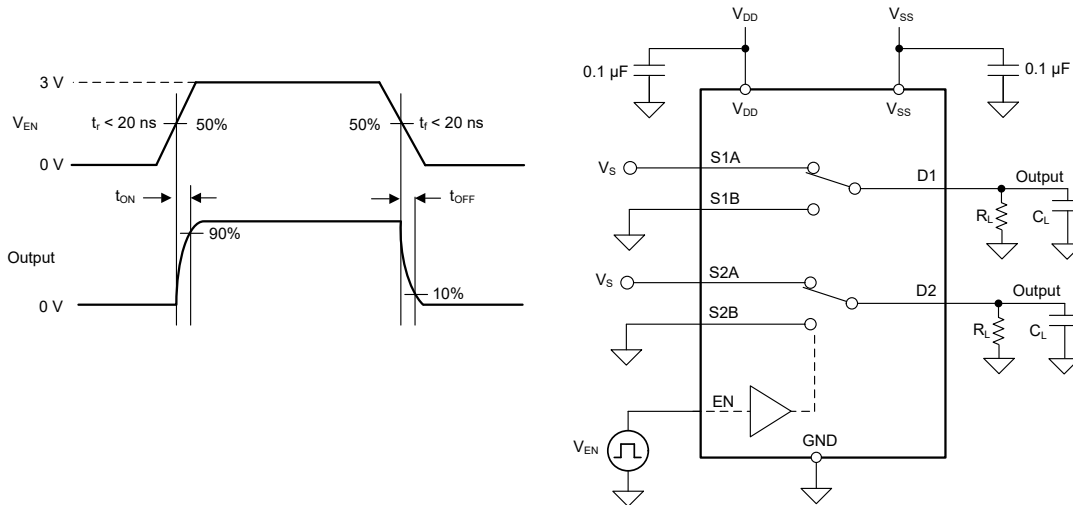 3 V
V_EN
t_r < 20 ns
50%
50%
t_f < 20 ns
0 V
t_ON
t_OFF
90%
Output
10%
0 V
V_DD
V_SS
0.1 µF
0.1 µF
V_DD
V_SS
V_S
S1A
D1
Output
S1B
R_L
C_L
V_S
S2A
D2
Output
S2B
R_L
C_L
EN
V_EN
GND